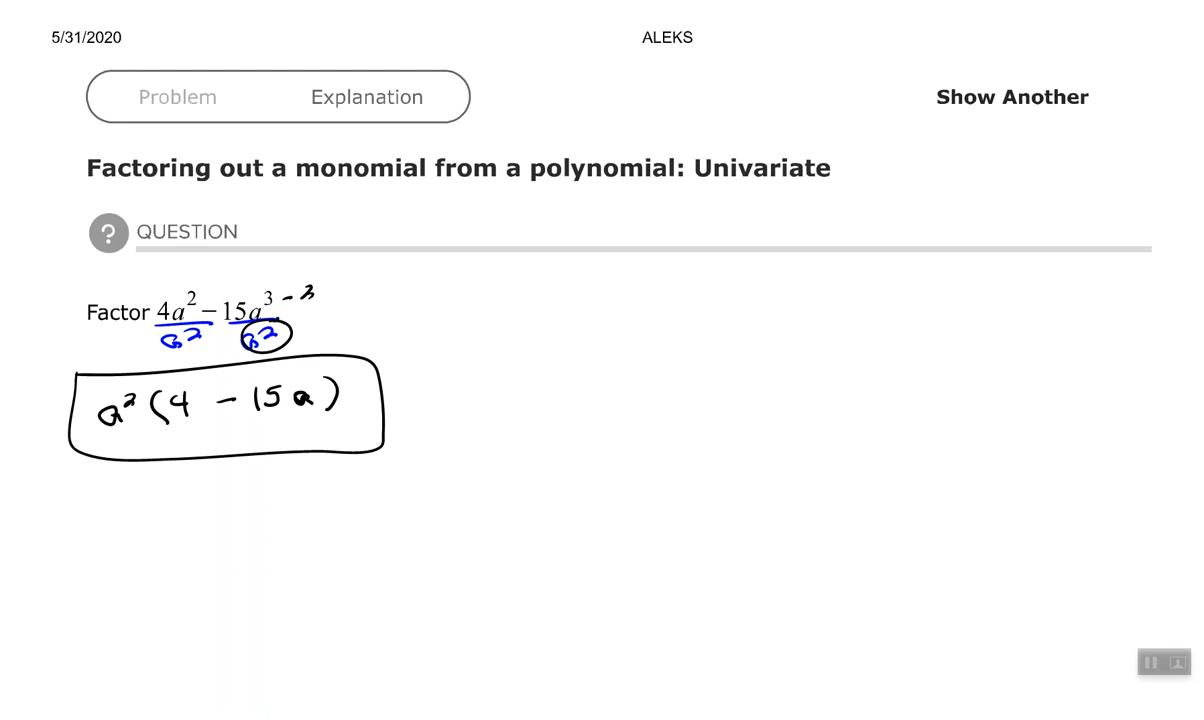 5/31/2020 ALEKS
Problem Explanation Show Another
Factoring out a monomial from a polynomial: Univariate
? QUESTION
Factor 4a² − 15a³ - 2
a² a²
a² (4 - 15a)